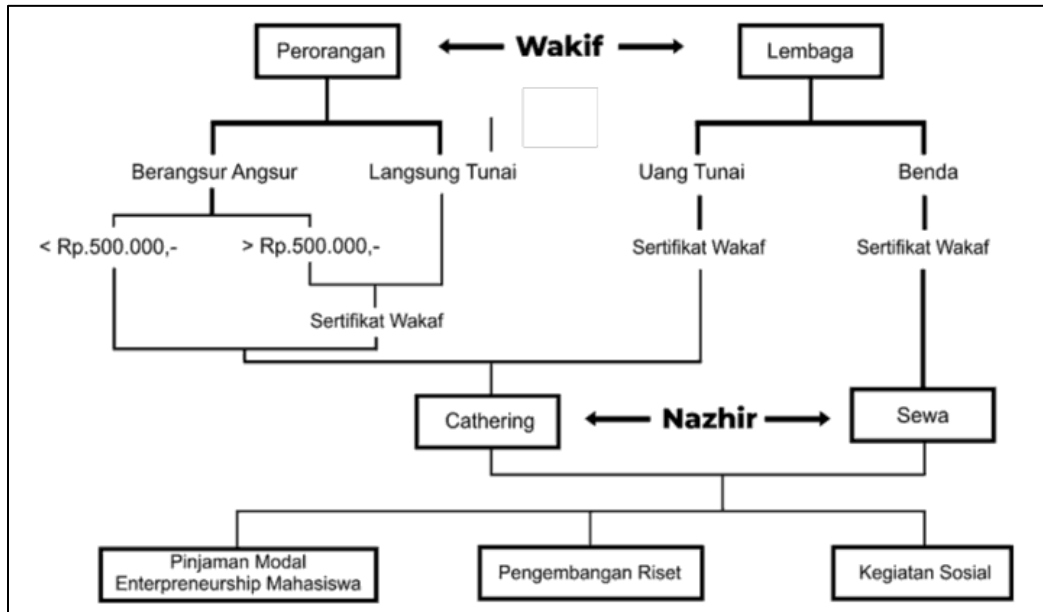 Perorangan
Wakif
Lembaga
Berangsur Angsur
Langsung Tunai
Uang Tunai
Benda
< Rp.500.000,-
> Rp.500.000,-
Sertifikat Wakaf
Sertifikat Wakaf
Sertifikat Wakaf
Cathering
Nazhir
Sewa
Pinjaman Modal
Enterpreneurship Mahasiswa
Pengembangan Riset
Kegiatan Sosial